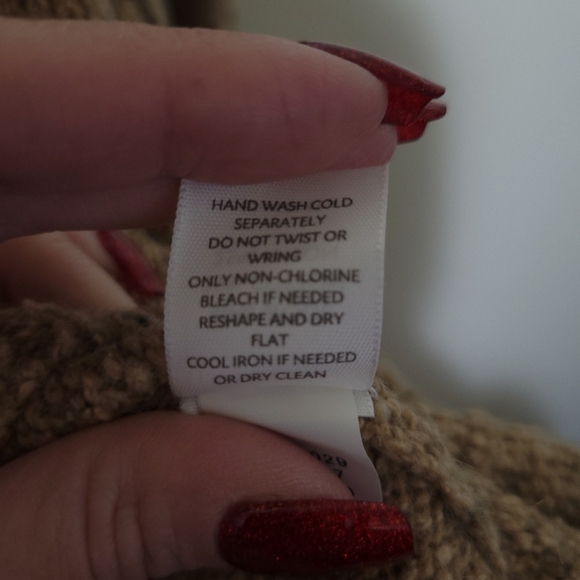 HAND WASH COLD
SEPARATELY
DO NOT TWIST OR
WRING
ONLY NON-CHLORINE
BLEACH IF NEEDED
RESHAPE AND DRY
FLAT
COOL IRON IF NEEDED
OR DRY CLEAN
029